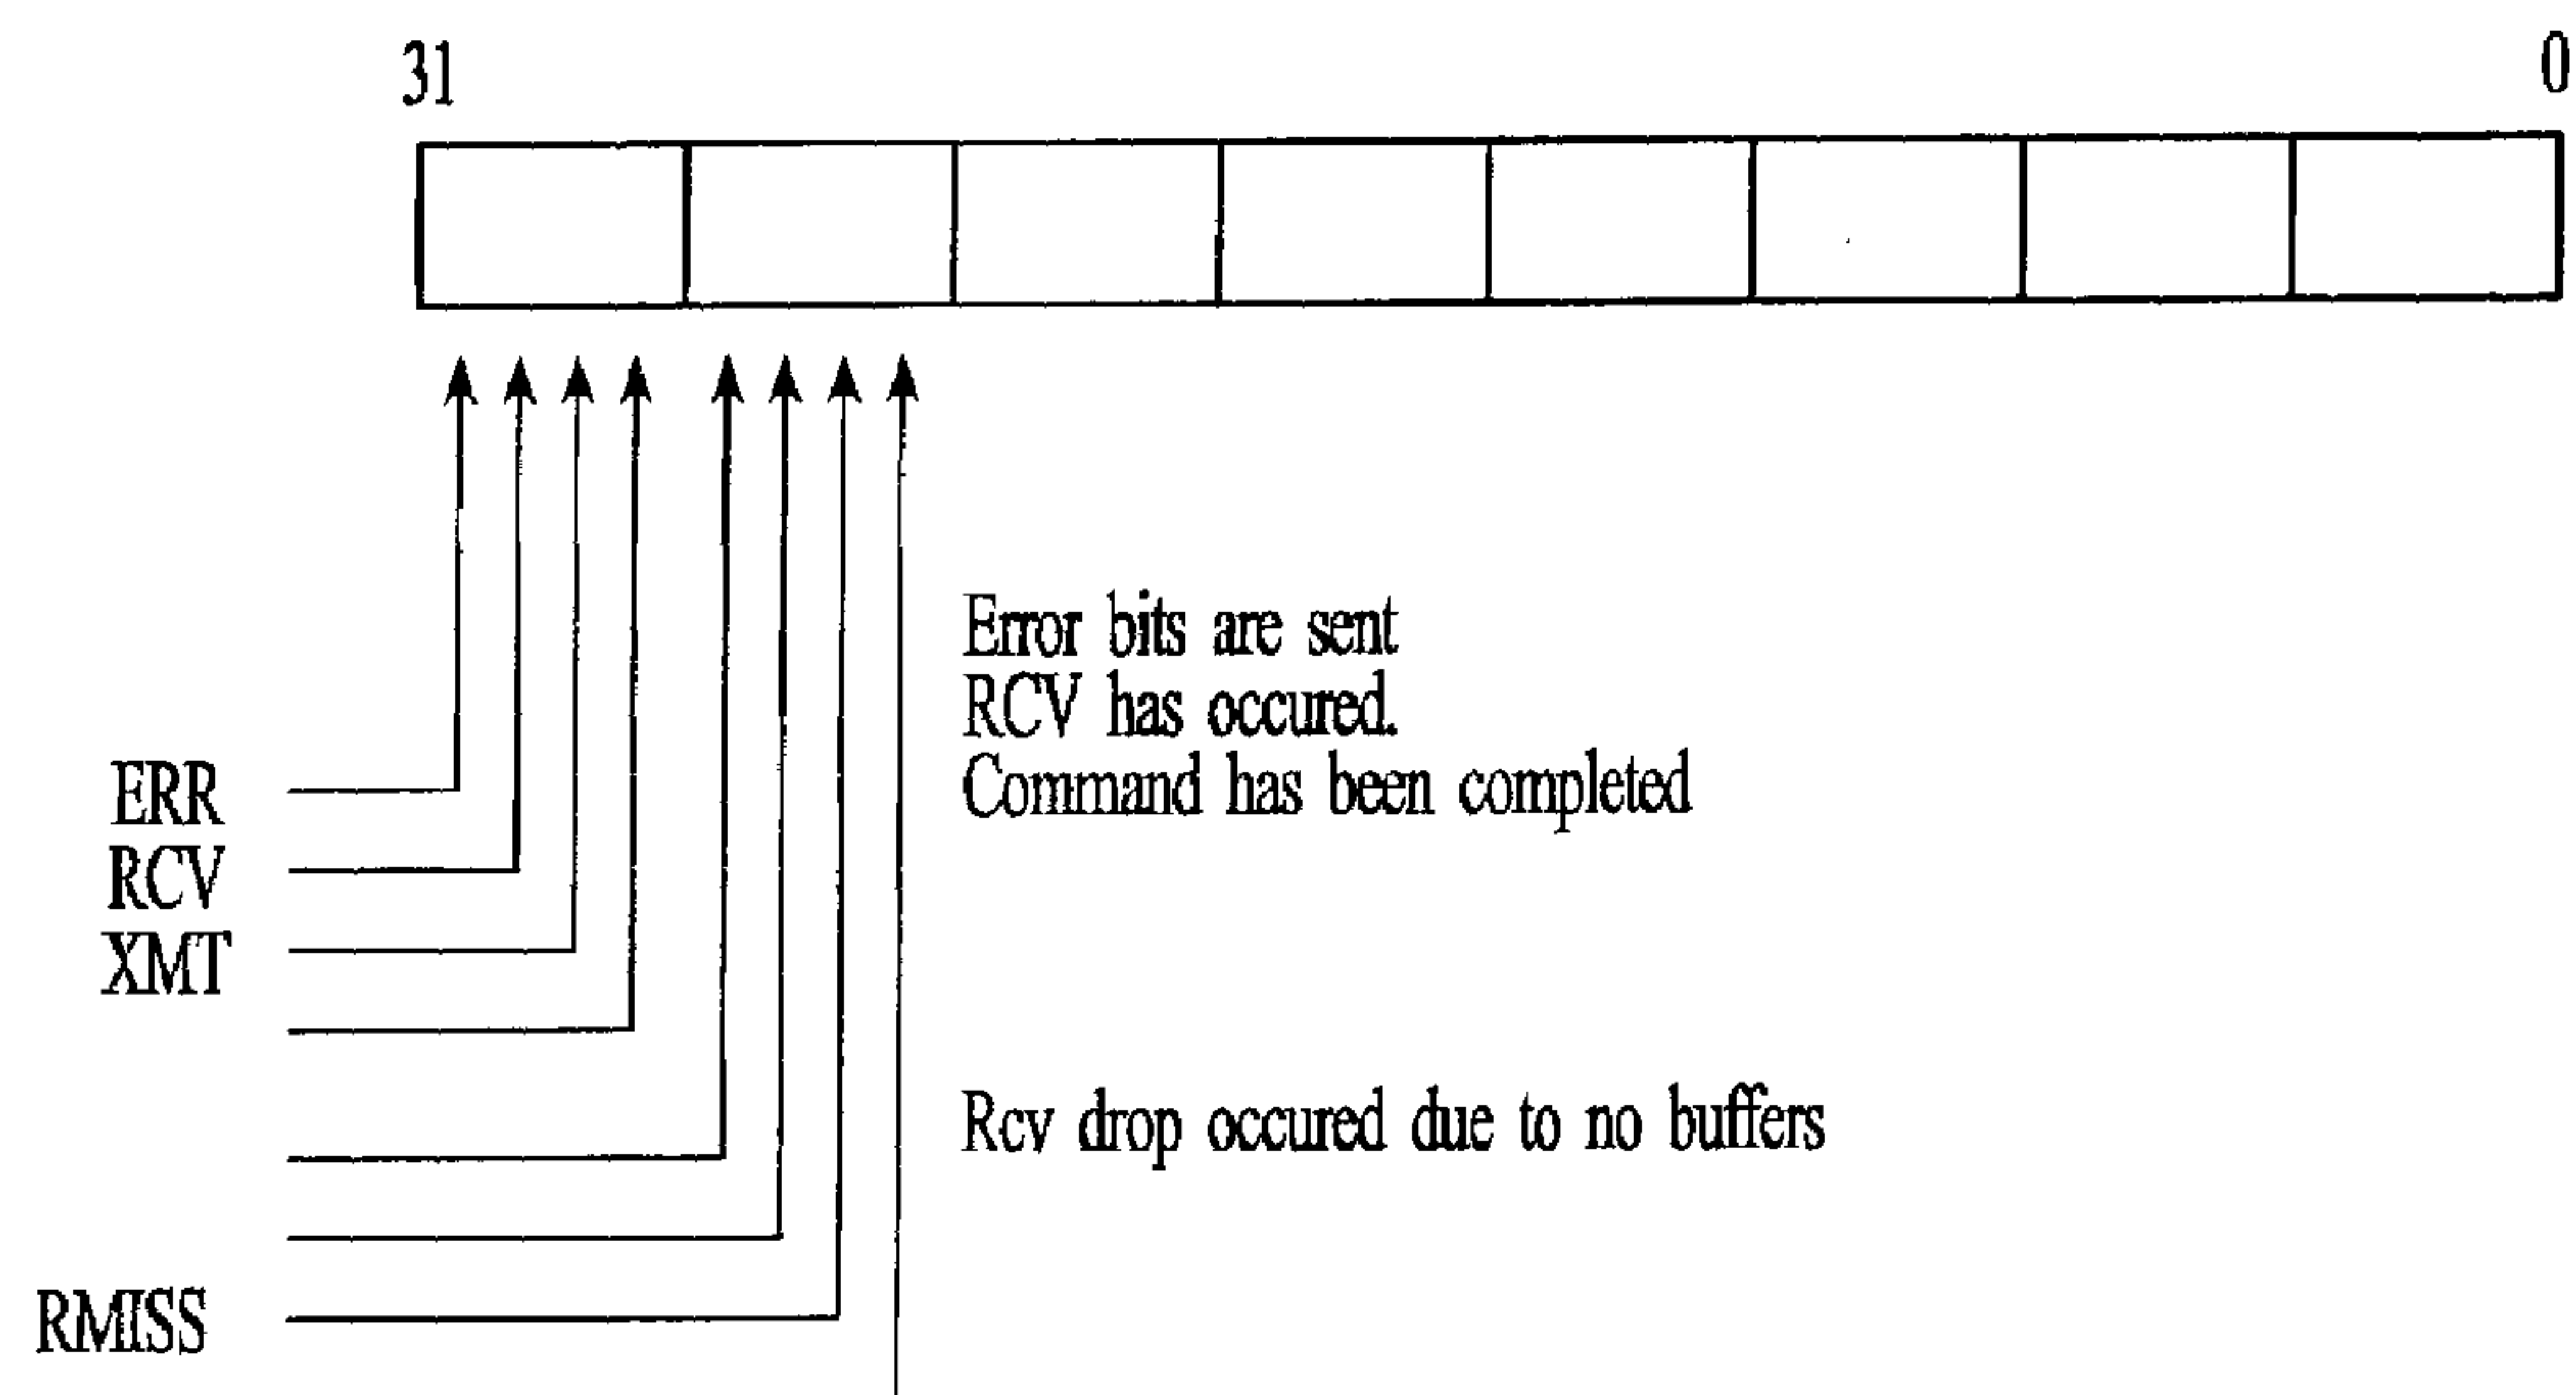 31 0
Error bits are sent
RCV has occured.
Command has been completed
ERR
RCV
XMT
Rcv drop occured due to no buffers
RMISS